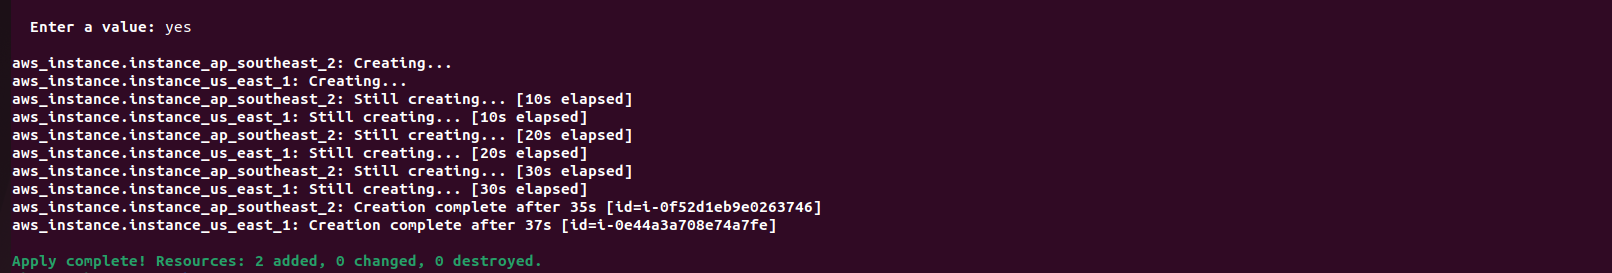 Enter a value: yes
aws_instance.instance_ap_southeast_2: Creating...
aws_instance.instance_us_east_1: Creating...
aws_instance.instance_ap_southeast_2: Still creating... [10s elapsed]
aws_instance.instance_us_east_1: Still creating... [10s elapsed]
aws_instance.instance_ap_southeast_2: Still creating... [20s elapsed]
aws_instance.instance_us_east_1: Still creating... [20s elapsed]
aws_instance.instance_ap_southeast_2: Still creating... [30s elapsed]
aws_instance.instance_us_east_1: Still creating... [30s elapsed]
aws_instance.instance_ap_southeast_2: Creation complete after 35s [id=i-0f52d1eb9e0263746]
aws_instance.instance_us_east_1: Creation complete after 37s [id=i-0e44a3a708e74a7fe]
Apply complete! Resources: 2 added, 0 changed, 0 destroyed.